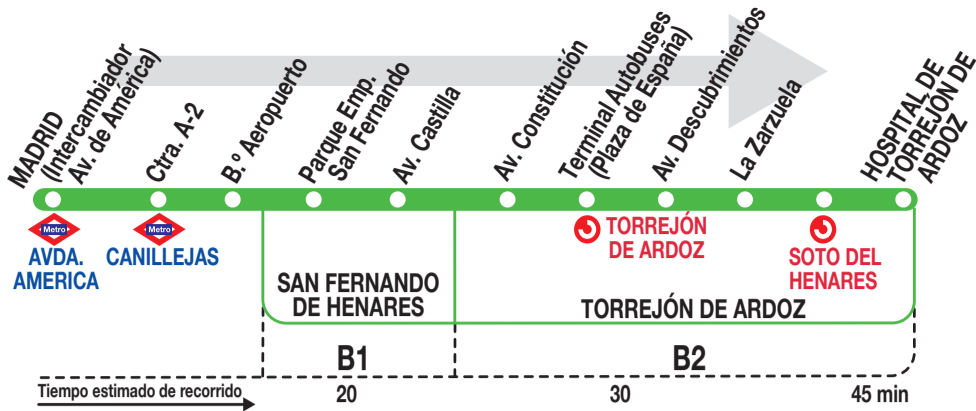 MADRID
(Intercambiador
Av. de América)
Ctra. A-2
B.º Aeropuerto
Parque Emp.
San Fernando
Av. Castilla
Av. Constitución
Terminal Autobuses
(Plaza de España)
Av. Descubrimientos
La Zarzuela
HOSPITAL DE
TORREJÓN DE
ARDOZ
Metro
AVDA.
AMERICA
Metro
CANILLEJAS
TORREJÓN
DE ARDOZ
SOTO DEL
HENARES
SAN FERNANDO
DE HENARES
TORREJÓN DE ARDOZ
B1
B2
Tiempo estimado de recorrido
20
30
45 min